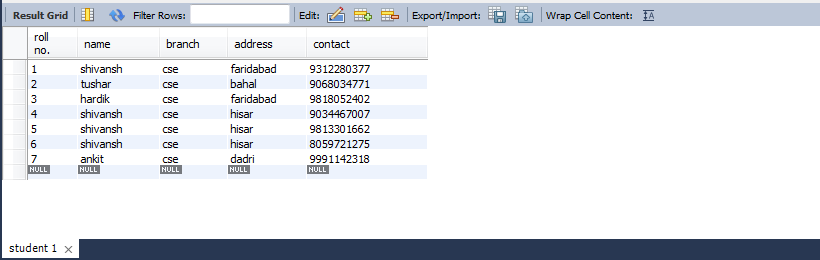 Result Grid Filter Rows: Edit: Export/Import: Wrap Cell Content: IA
roll no. name branch address contact
1 shivansh cse faridabad 9312280377
2 tushar cse bahal 9068034771
3 hardik cse faridabad 9818052402
4 shivansh cse hisar 9034467007
5 shivansh cse hisar 9813301662
6 shivansh cse hisar 8059721275
7 ankit cse dadri 9991142318
NULL NULL NULL NULL NULL
student 1